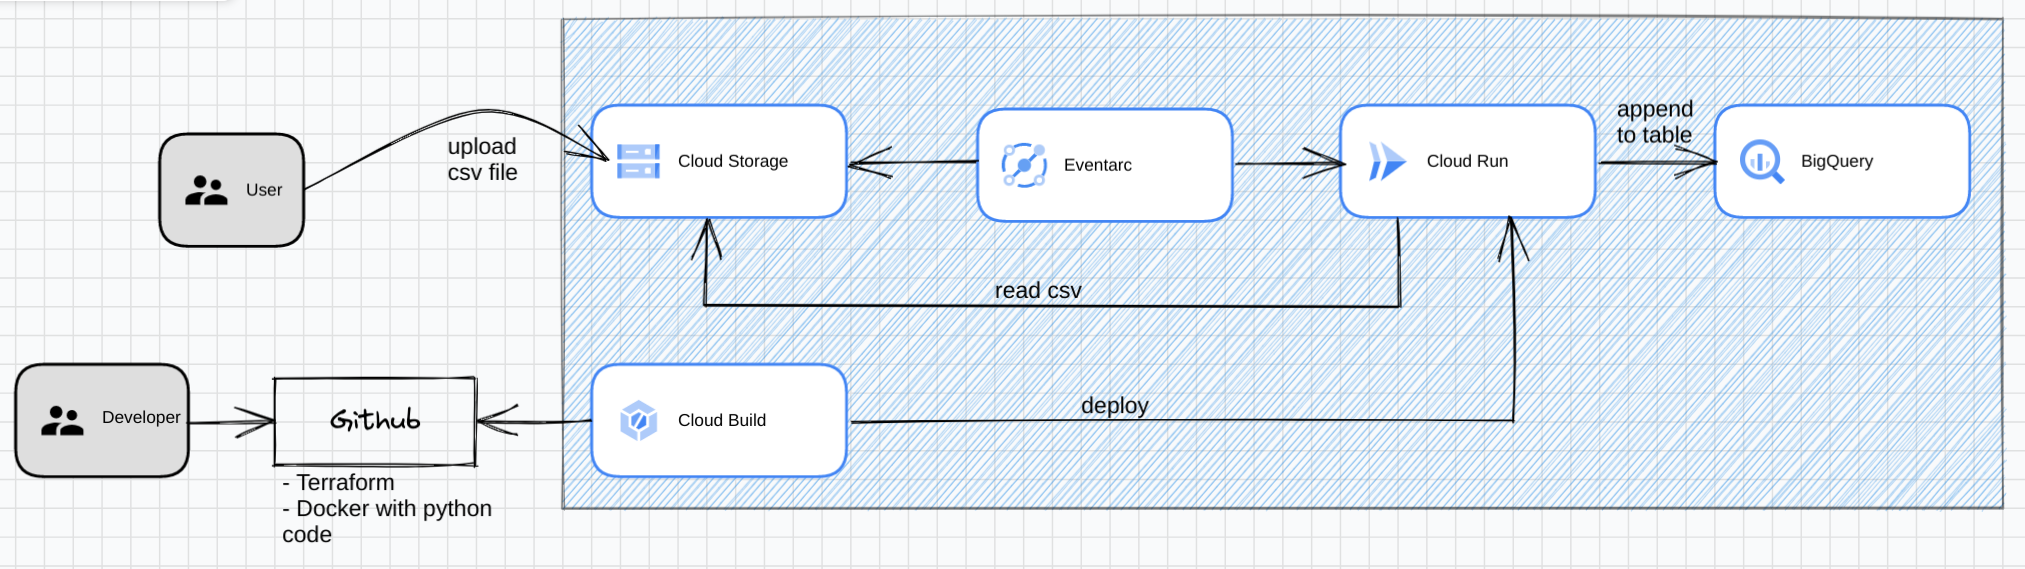 append
to table
upload
csv file
User
Cloud Storage
Eventarc
Cloud Run
BigQuery
read csv
Developer
Github
Cloud Build
deploy
- Terraform
- Docker with python
code